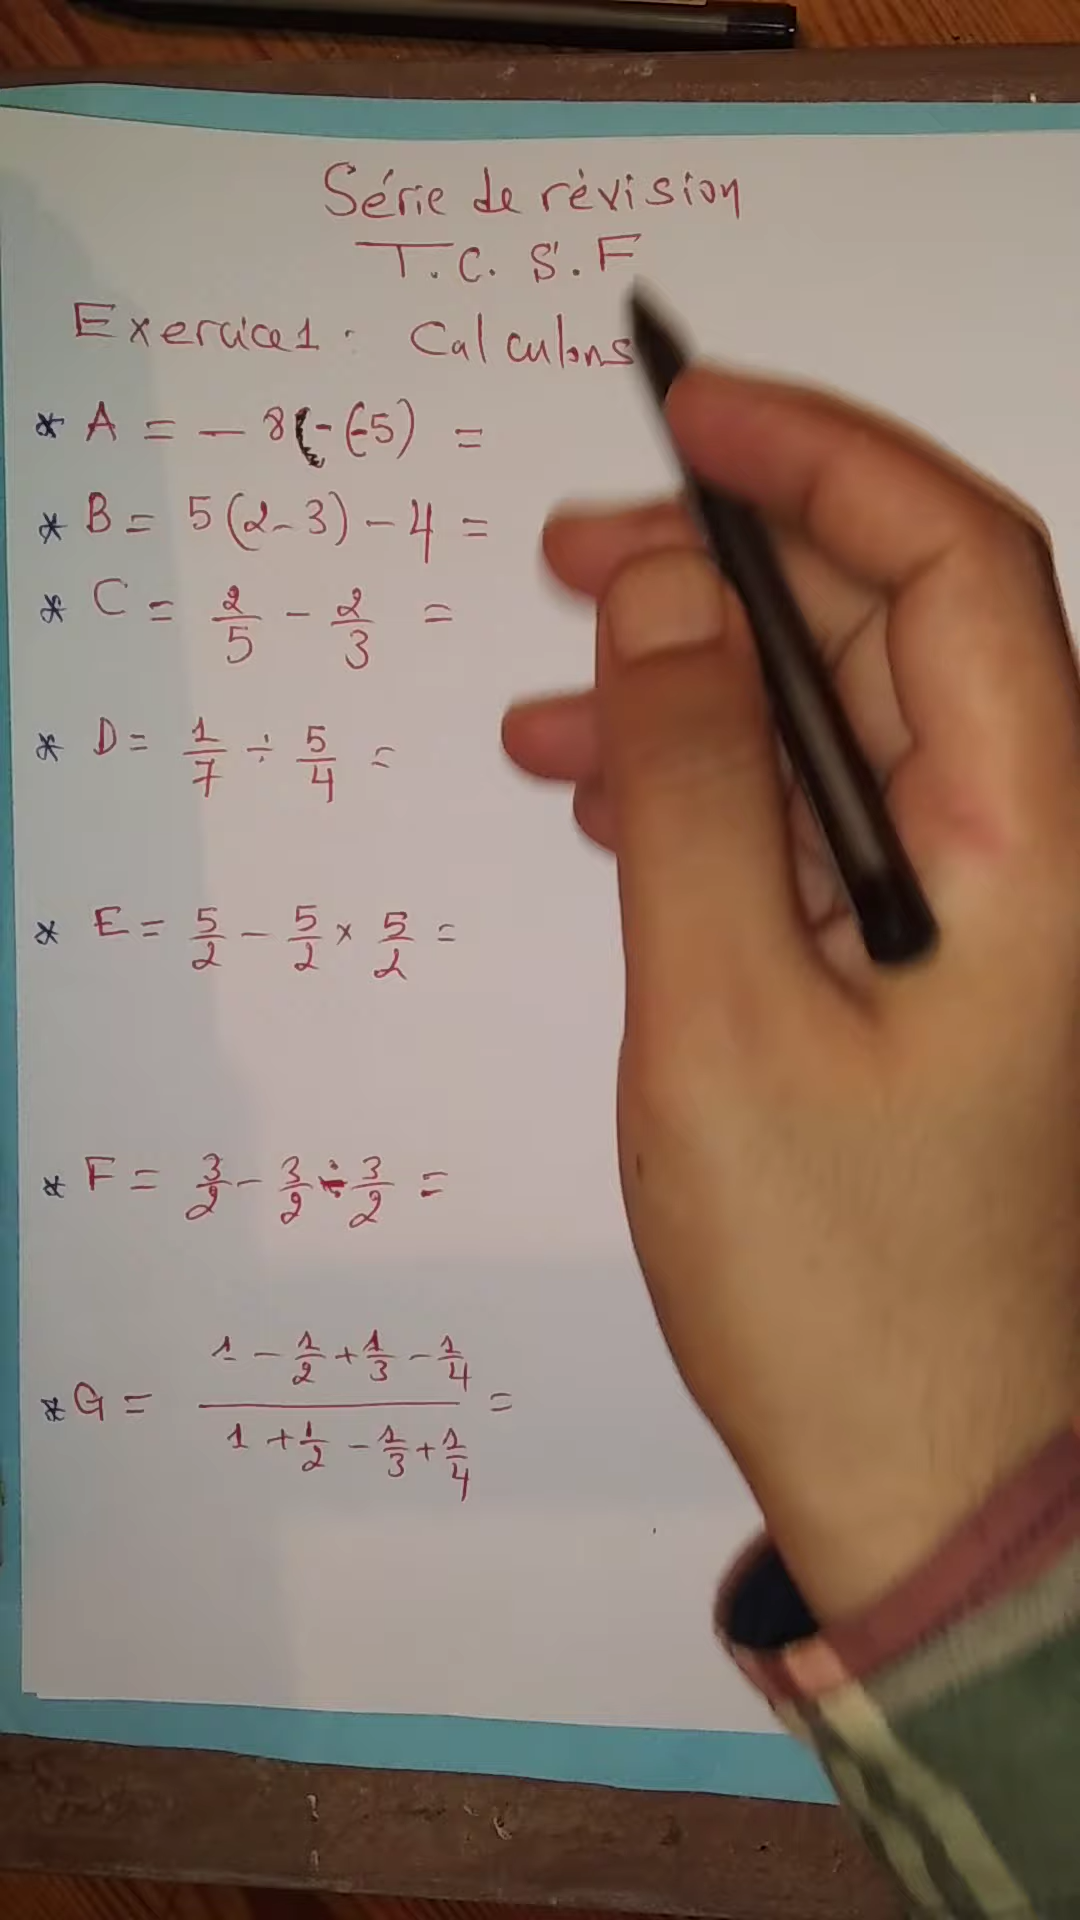 Série de révision
T.C. S.F
Exercice1: Calculons
* A = - 8 - (-5) =
* B = 5(2-3) - 4 =
* C = 2/5 - 2/3 =
* D = 1/7 ÷ 5/4 =
* E = 5/2 - 5/2 × 5/2 =
* F = 3/2 - 3/2 ÷ 3/2 =
* G = (1 - 1/2 + 1/3 - 1/4) / (1 + 1/2 - 1/3 + 1/4) =